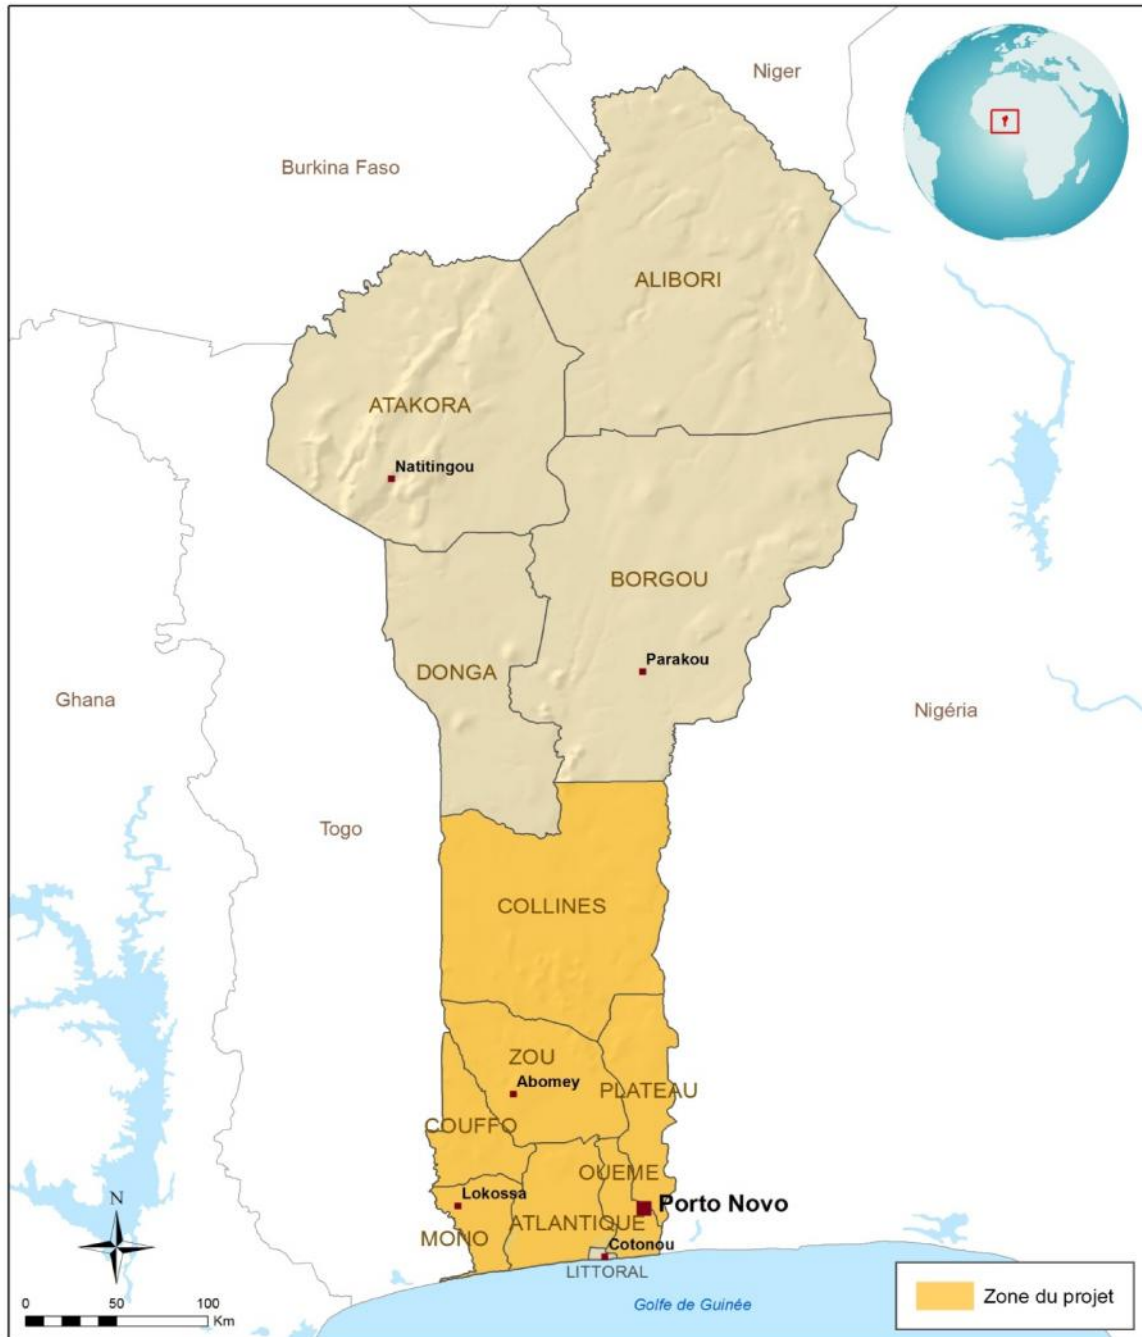 Niger
Burkina Faso
ALIBORI
ATAKORA
Natitingou
BORGOU
Parakou
DONGA
Ghana
Nigéria
Togo
COLLINES
ZOU
Abomey
PLATEAU
COUFFO
OUEME
Lokossa
Porto Novo
ATLANTIQUE
MONO
Cotonou
LITTORAL
N
0 50 100
Km
Golfe de Guinée
Zone du projet